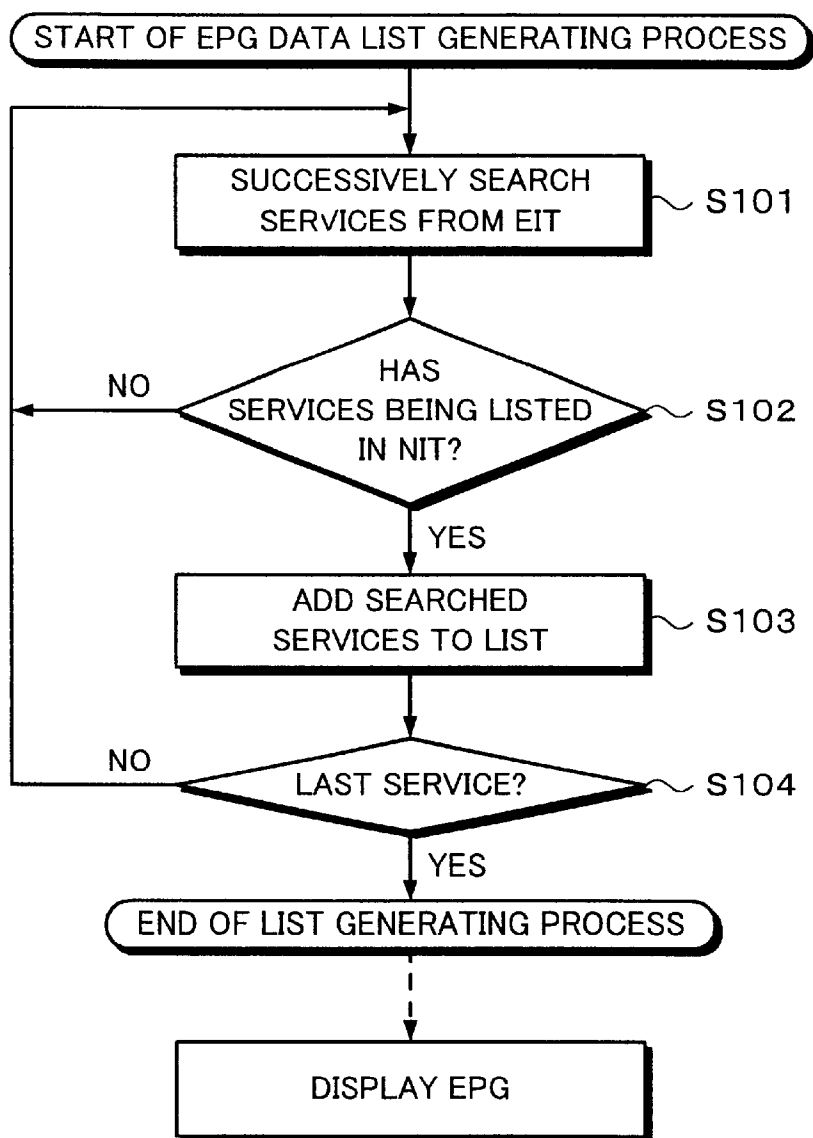 START OF EPG DATA LIST GENERATING PROCESS
SUCCESSIVELY SEARCH
SERVICES FROM EIT
S101
HAS
SERVICES BEING LISTED
IN NIT?
S102
NO
YES
ADD SEARCHED
SERVICES TO LIST
S103
LAST SERVICE?
S104
NO
YES
END OF LIST GENERATING PROCESS
DISPLAY EPG